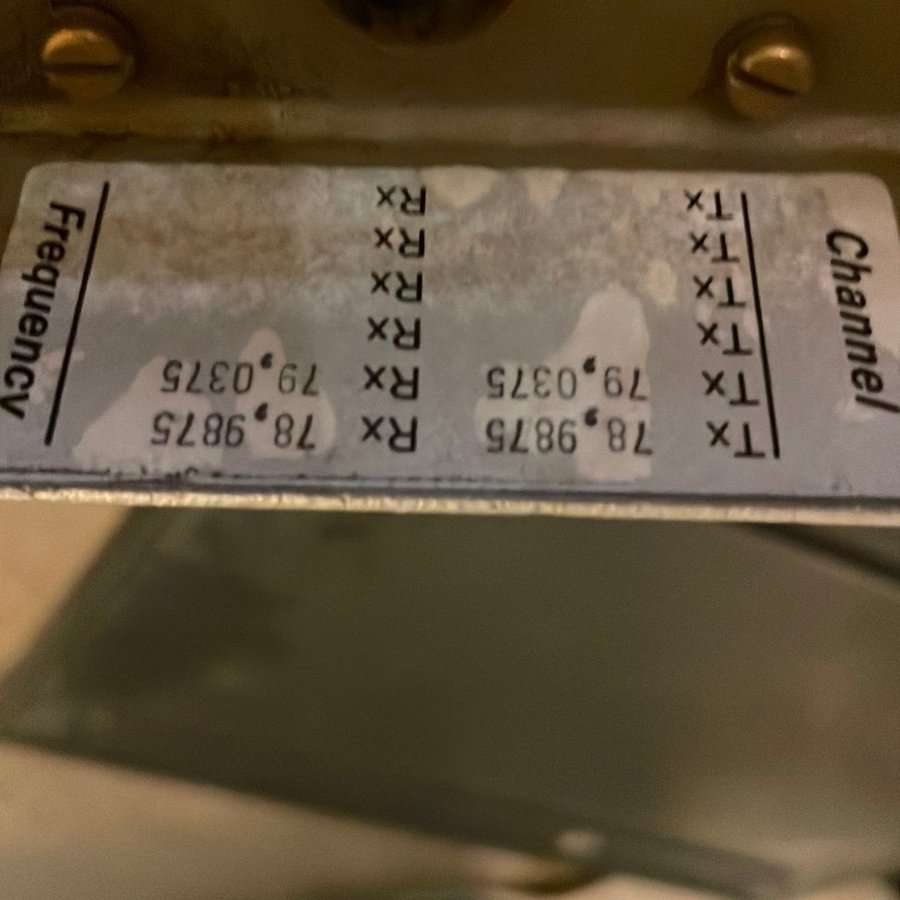 Channel
Tx 78,9875 Rx 78,9875
Tx 79,0375 Rx 79,0375
Tx Rx
Tx Rx
Tx Rx
Tx Rx
Frequency